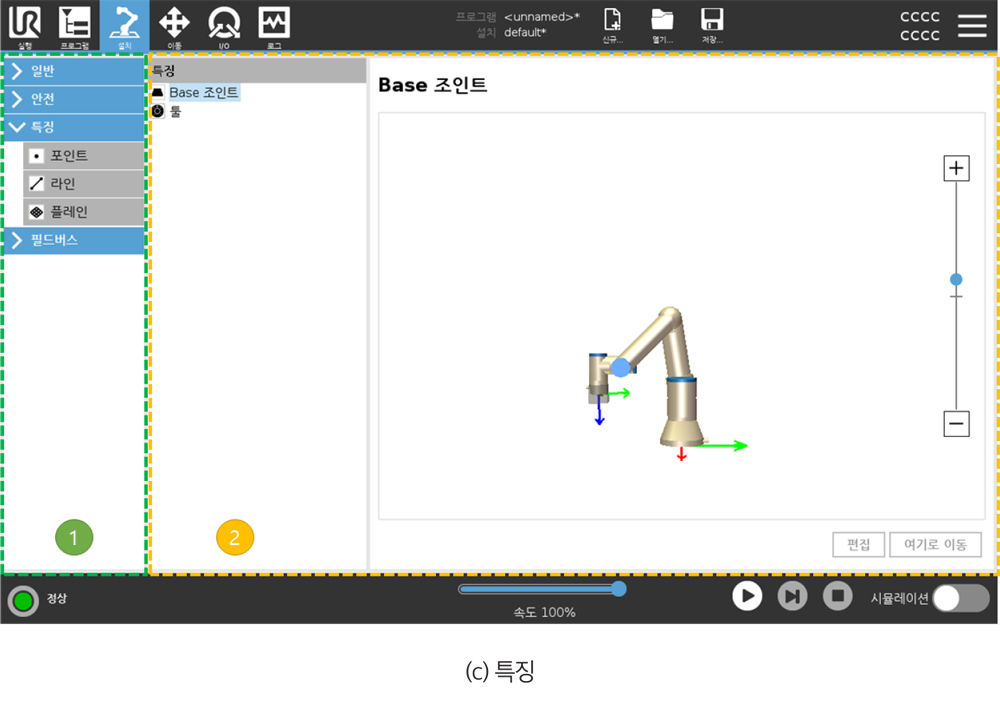 UR
실행
프로그램
설치
이동
I/O
로그
프로그램 <unnamed>*
설치 default*
신규...
열기...
저장...
CCCC
CCCC
일반
안전
특징
포인트
라인
플레인
필드버스
특징
Base 조인트
툴
Base 조인트
+
−
편집
여기로 이동
1
2
정상
속도 100%
시뮬레이션
(c) 특징